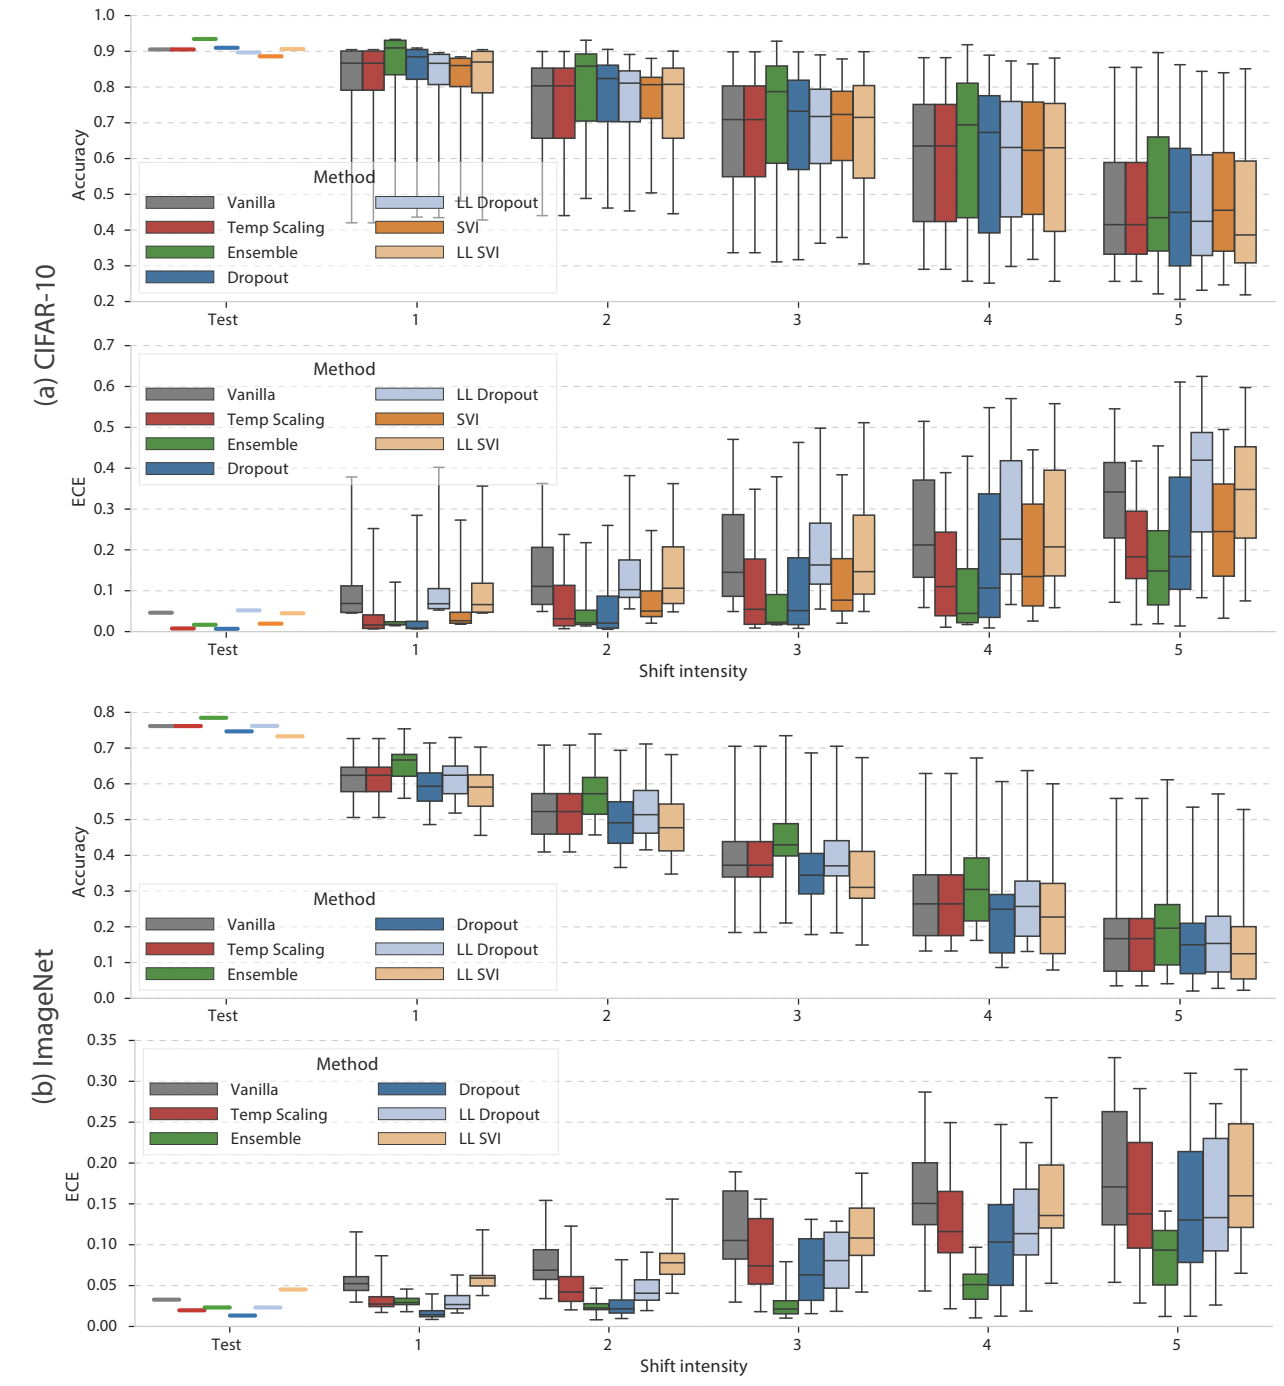 (a) CIFAR-10
Accuracy
1.0
0.9
0.8
0.7
0.6
0.5
0.4
0.3
0.2
Method
Vanilla
Temp Scaling
Ensemble
Dropout
LL Dropout
SVI
LL SVI
Test 1 2 3 4 5
ECE
0.7
0.6
0.5
0.4
0.3
0.2
0.1
0.0
Method
Vanilla
Temp Scaling
Ensemble
Dropout
LL Dropout
SVI
LL SVI
Test 1 2 3 4 5
Shift intensity
(b) ImageNet
Accuracy
0.8
0.7
0.6
0.5
0.4
0.3
0.2
0.1
0.0
Method
Vanilla
Temp Scaling
Ensemble
Dropout
LL Dropout
LL SVI
Test 1 2 3 4 5
ECE
0.35
0.30
0.25
0.20
0.15
0.10
0.05
0.00
Method
Vanilla
Temp Scaling
Ensemble
Dropout
LL Dropout
LL SVI
Test 1 2 3 4 5
Shift intensity